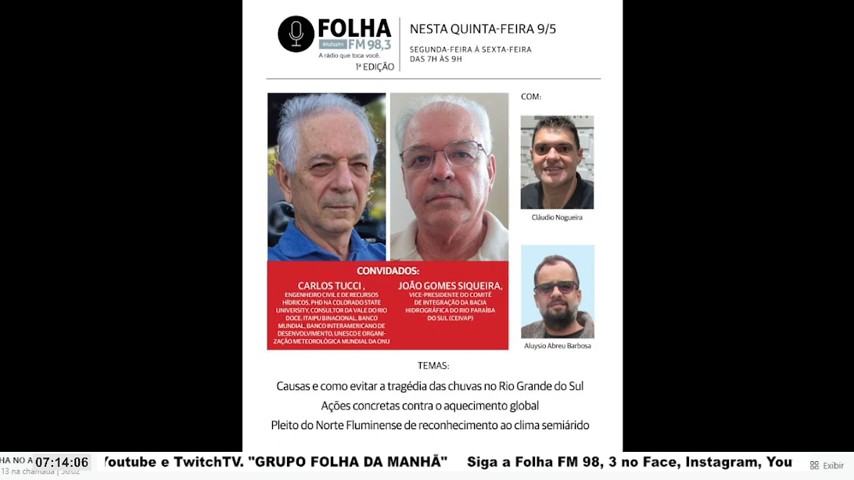 FOLHA
FM 98,3
A rádio que toca você.
1ª EDIÇÃO
NESTA QUINTA-FEIRA 9/5
SEGUNDA-FEIRA À SEXTA-FEIRA
DAS 7H ÀS 9H
COM:
Cláudio Nogueira
Aluysio Abreu Barbosa
CONVIDADOS:
CARLOS TUCCI ,
ENGENHEIRO CIVIL E DE RECURSOS
HÍDRICOS, PHD NA COLORADO STATE
UNIVERSITY, CONSULTOR DA VALE DO RIO
DOCE, ITAIPU BINACIONAL, BANCO
MUNDIAL, BANCO INTERAMERICANO DE
DESENVOLVIMENTO, UNESCO E ORGANI-
ZAÇÃO METEOROLÓGICA MUNDIAL DA ONU
JOÃO GOMES SIQUEIRA,
VICE-PRESIDENTE DO COMITÊ
DE INTEGRAÇÃO DA BACIA
HIDROGRÁFICA DO RIO PARAÍBA
DO SUL (CEIVAP)
TEMAS:
Causas e como evitar a tragédia das chuvas no Rio Grande do Sul
Ações concretas contra o aquecimento global
Pleito do Norte Fluminense de reconhecimento ao clima semiárido
HA NO A 07:14:06 Youtube e TwitchTV. "GRUPO FOLHA DA MANHÃ" Siga a Folha FM 98, 3 no Face, Instagram, You
13 na chamada
Exibir